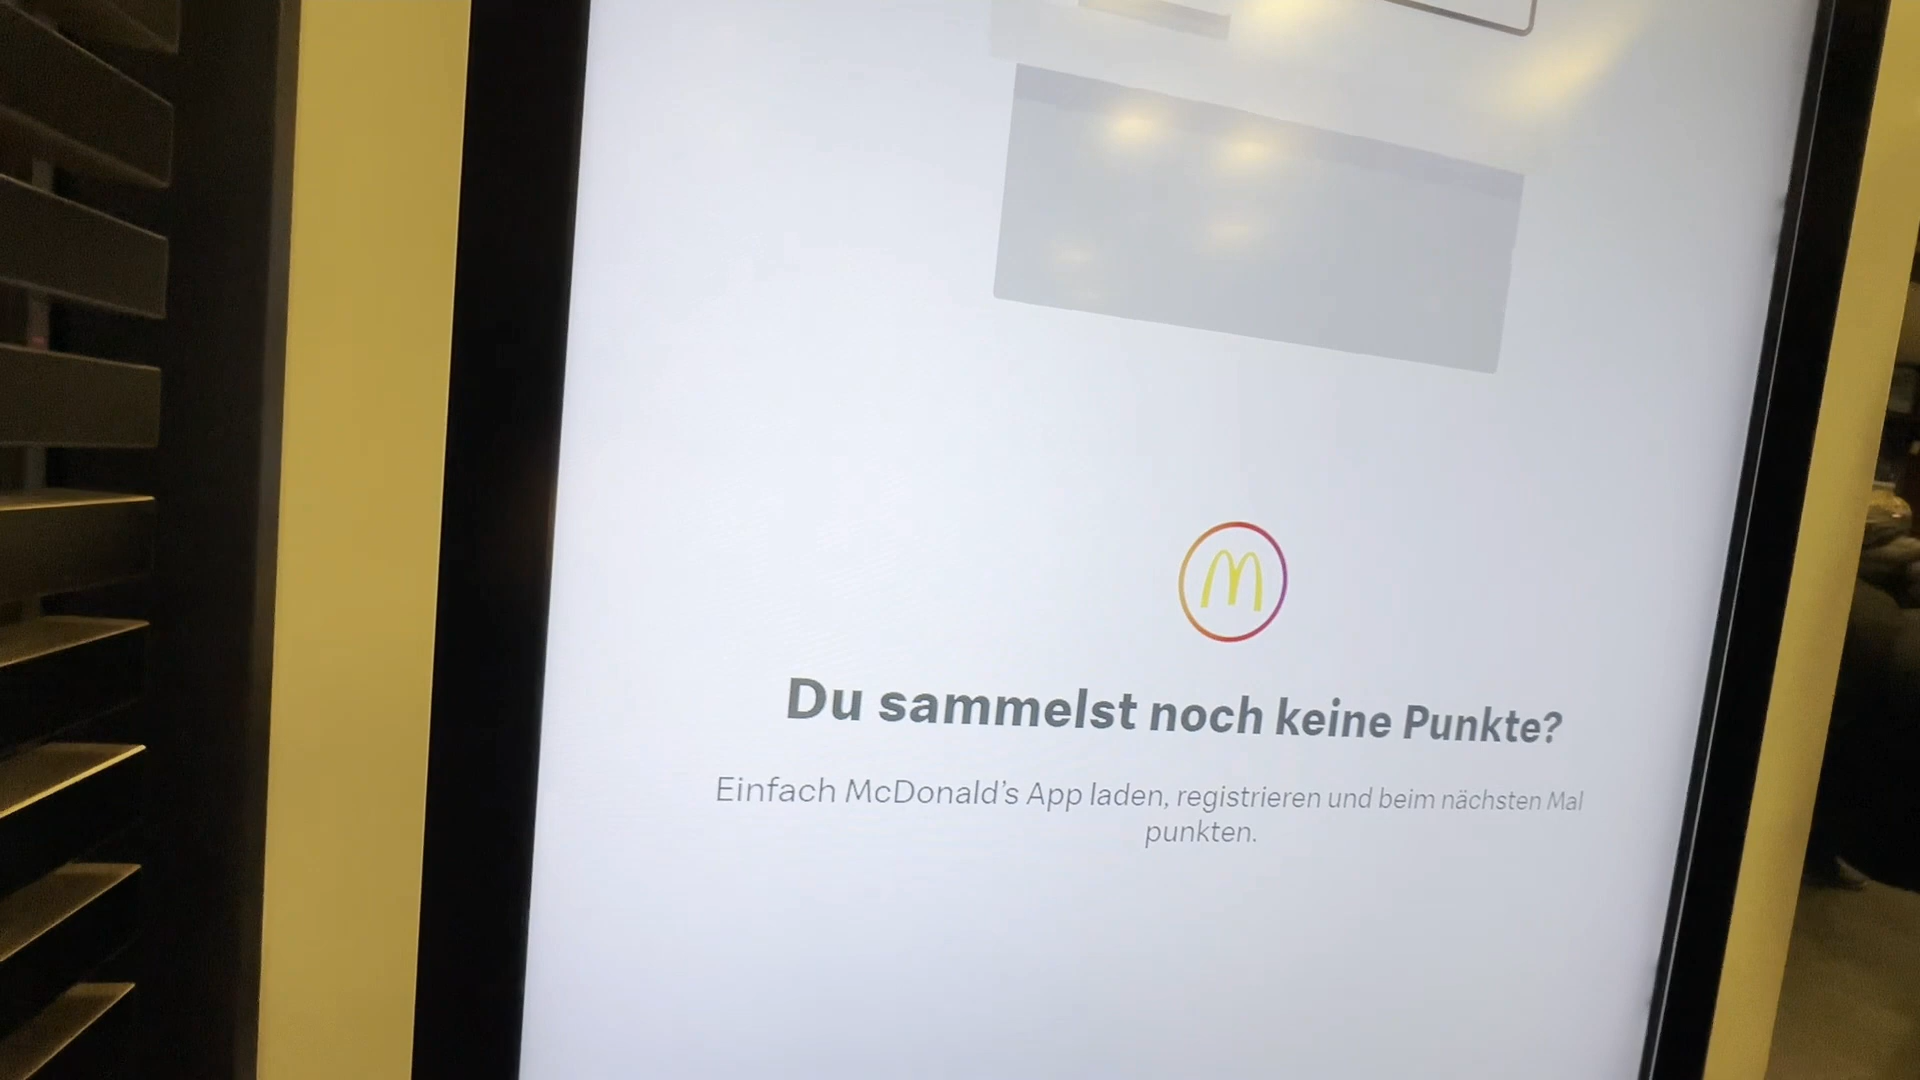 Du sammelst noch keine Punkte?
Einfach McDonald’s App laden, registrieren und beim nächsten Mal
punkten.